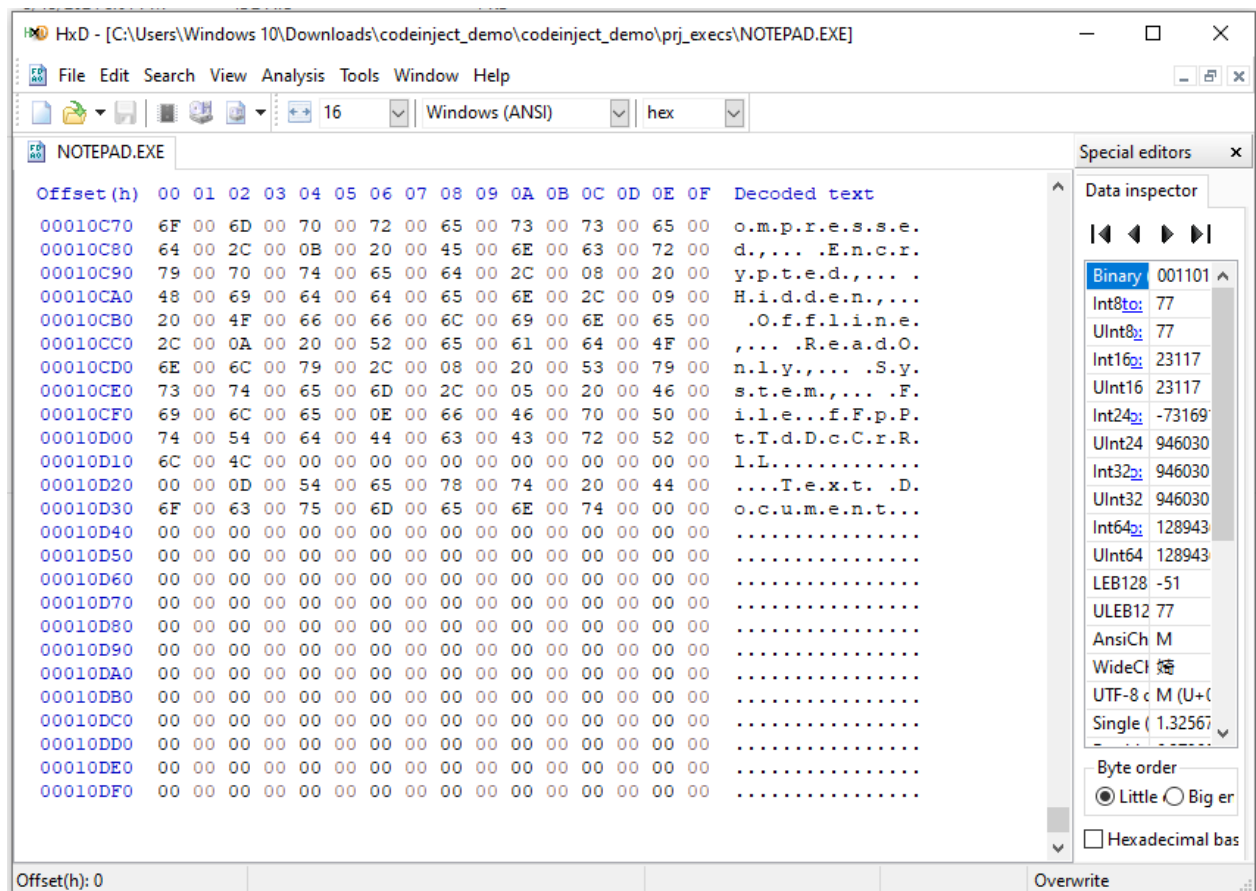 HxD - [C:\Users\Windows 10\Downloads\codeinject_demo\codeinject_demo\prj_execs\NOTEPAD.EXE]
File Edit Search View Analysis Tools Window Help
16 Windows (ANSI) hex
NOTEPAD.EXE
Offset(h) 00 01 02 03 04 05 06 07 08 09 0A 0B 0C 0D 0E 0F Decoded text
00010C70 6F 00 6D 00 70 00 72 00 65 00 73 00 73 00 65 00 o.m.p.r.e.s.s.e.
00010C80 64 00 2C 00 0B 00 20 00 45 00 6E 00 63 00 72 00 d.,... .E.n.c.r.
00010C90 79 00 70 00 74 00 65 00 64 00 2C 00 08 00 20 00 y.p.t.e.d.,... .
00010CA0 48 00 69 00 64 00 64 00 65 00 6E 00 2C 00 09 00 H.i.d.d.e.n.,...
00010CB0 20 00 4F 00 66 00 66 00 6C 00 69 00 6E 00 65 00 .O.f.f.l.i.n.e.
00010CC0 2C 00 0A 00 20 00 52 00 65 00 61 00 64 00 4F 00 ,... .R.e.a.d.O.
00010CD0 6E 00 6C 00 79 00 2C 00 08 00 20 00 53 00 79 00 n.l.y.,... .S.y.
00010CE0 73 00 74 00 65 00 6D 00 2C 00 05 00 20 00 46 00 s.t.e.m.,... .F.
00010CF0 69 00 6C 00 65 00 0E 00 66 00 46 00 70 00 50 00 i.l.e...f.F.p.P.
00010D00 74 00 54 00 64 00 44 00 63 00 43 00 72 00 52 00 t.T.d.D.c.C.r.R.
00010D10 6C 00 4C 00 00 00 00 00 00 00 00 00 00 00 00 00 l.L.............
00010D20 00 00 0D 00 54 00 65 00 78 00 74 00 20 00 44 00 ....T.e.x.t. .D.
00010D30 6F 00 63 00 75 00 6D 00 65 00 6E 00 74 00 00 00 o.c.u.m.e.n.t...
00010D40 00 00 00 00 00 00 00 00 00 00 00 00 00 00 00 00 ................
00010D50 00 00 00 00 00 00 00 00 00 00 00 00 00 00 00 00 ................
00010D60 00 00 00 00 00 00 00 00 00 00 00 00 00 00 00 00 ................
00010D70 00 00 00 00 00 00 00 00 00 00 00 00 00 00 00 00 ................
00010D80 00 00 00 00 00 00 00 00 00 00 00 00 00 00 00 00 ................
00010D90 00 00 00 00 00 00 00 00 00 00 00 00 00 00 00 00 ................
00010DA0 00 00 00 00 00 00 00 00 00 00 00 00 00 00 00 00 ................
00010DB0 00 00 00 00 00 00 00 00 00 00 00 00 00 00 00 00 ................
00010DC0 00 00 00 00 00 00 00 00 00 00 00 00 00 00 00 00 ................
00010DD0 00 00 00 00 00 00 00 00 00 00 00 00 00 00 00 00 ................
00010DE0 00 00 00 00 00 00 00 00 00 00 00 00 00 00 00 00 ................
00010DF0 00 00 00 00 00 00 00 00 00 00 00 00 00 00 00 00 ................
Special editors
Data inspector
Binary 001101
Int8 to: 77
UInt8 77
Int16 23117
UInt16 23117
Int24 -73169
UInt24 946030
Int32 946030
UInt32 946030
Int64 128943
UInt64 128943
LEB128 -51
ULEB12 77
AnsiCh M
WideCh
UTF-8 c M (U+0
Single ( 1.32567
Byte order
Little Big er
Hexadecimal bas
Offset(h): 0
Overwrite